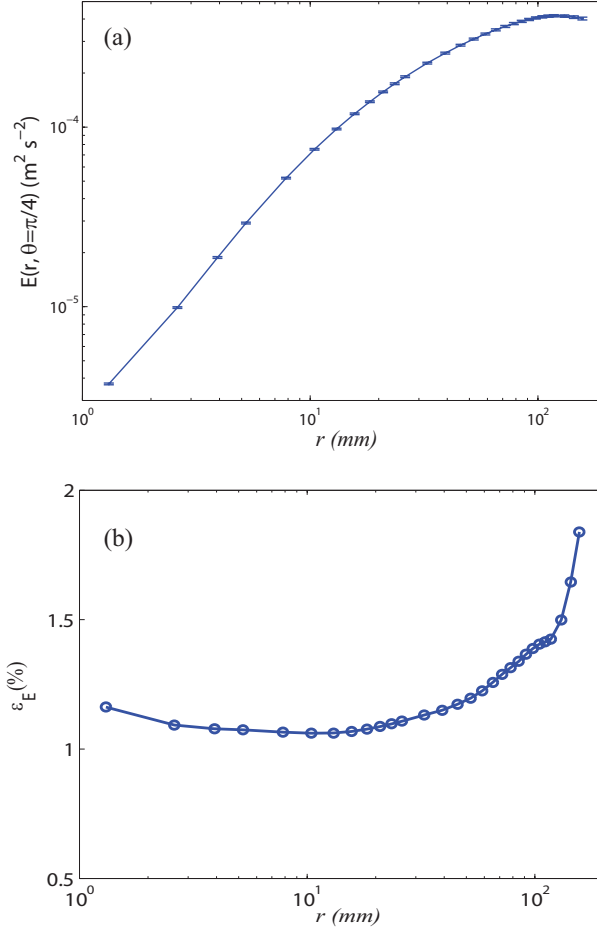 (a)
E(r, θ=π/4) (m² s⁻²)
10⁻⁴
10⁻⁵
10⁰
10¹
10²
r (mm)
(b)
ε_E(%)
2
1.5
1
0.5
10⁰
10¹
10²
r (mm)